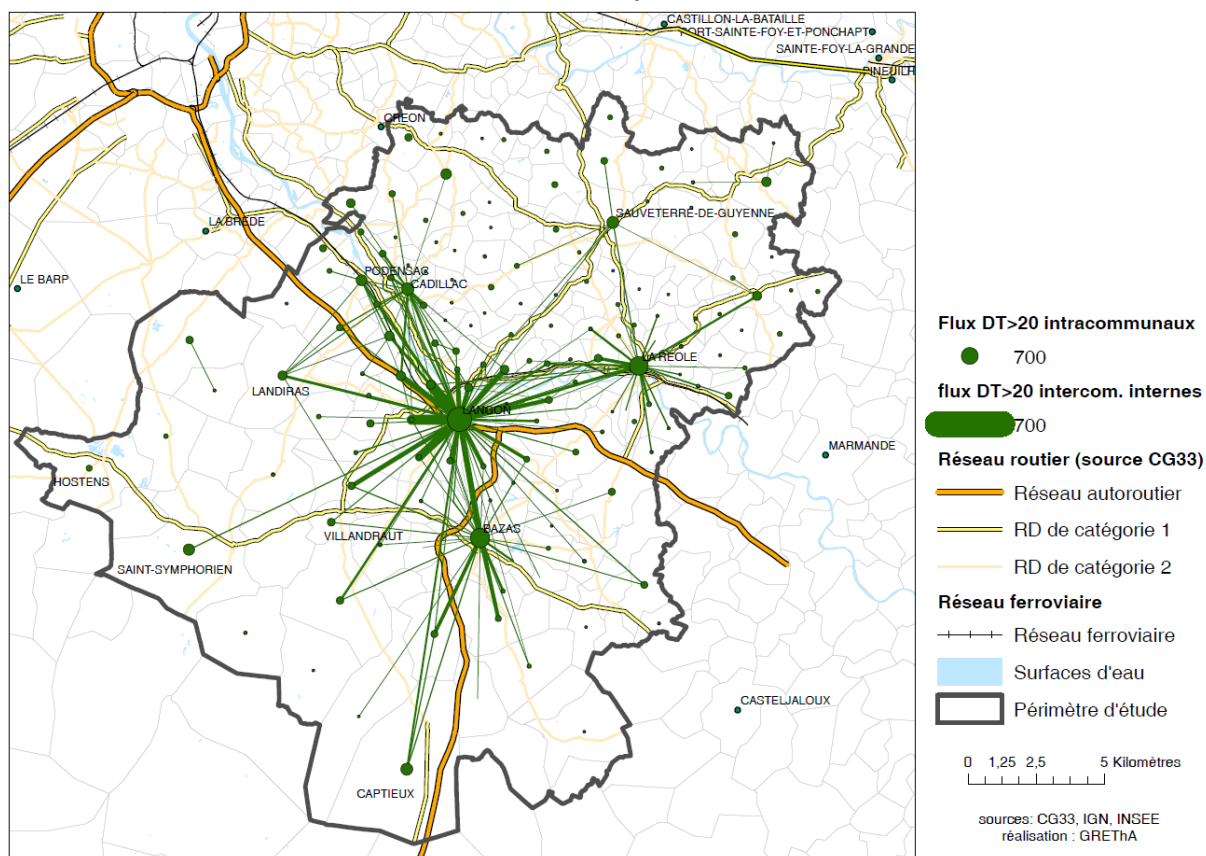 CASTILLON-LA-BATAILLE
PORT-SAINTE-FOY-ET-PONCHAPT
SAINTE-FOY-LA-GRANDE
PINEUILH
CREON
SAUVETERRE-DE-GUYENNE
LA BREDE
LE BARP
PODENSAC
CADILLAC
LA REOLE
LANDIRAS
LANGON
MARMANDE
HOSTENS
VILLANDRAUT
BAZAS
SAINT-SYMPHORIEN
CASTELJALOUX
CAPTIEUX
Flux DT>20 intracommunaux
700
flux DT>20 intercom. internes
700
Réseau routier (source CG33)
Réseau autoroutier
RD de catégorie 1
RD de catégorie 2
Réseau ferroviaire
Réseau ferroviaire
Surfaces d'eau
Périmètre d'étude
0 1,25 2,5 5 Kilomètres
sources: CG33, IGN, INSEE
réalisation : GREThA